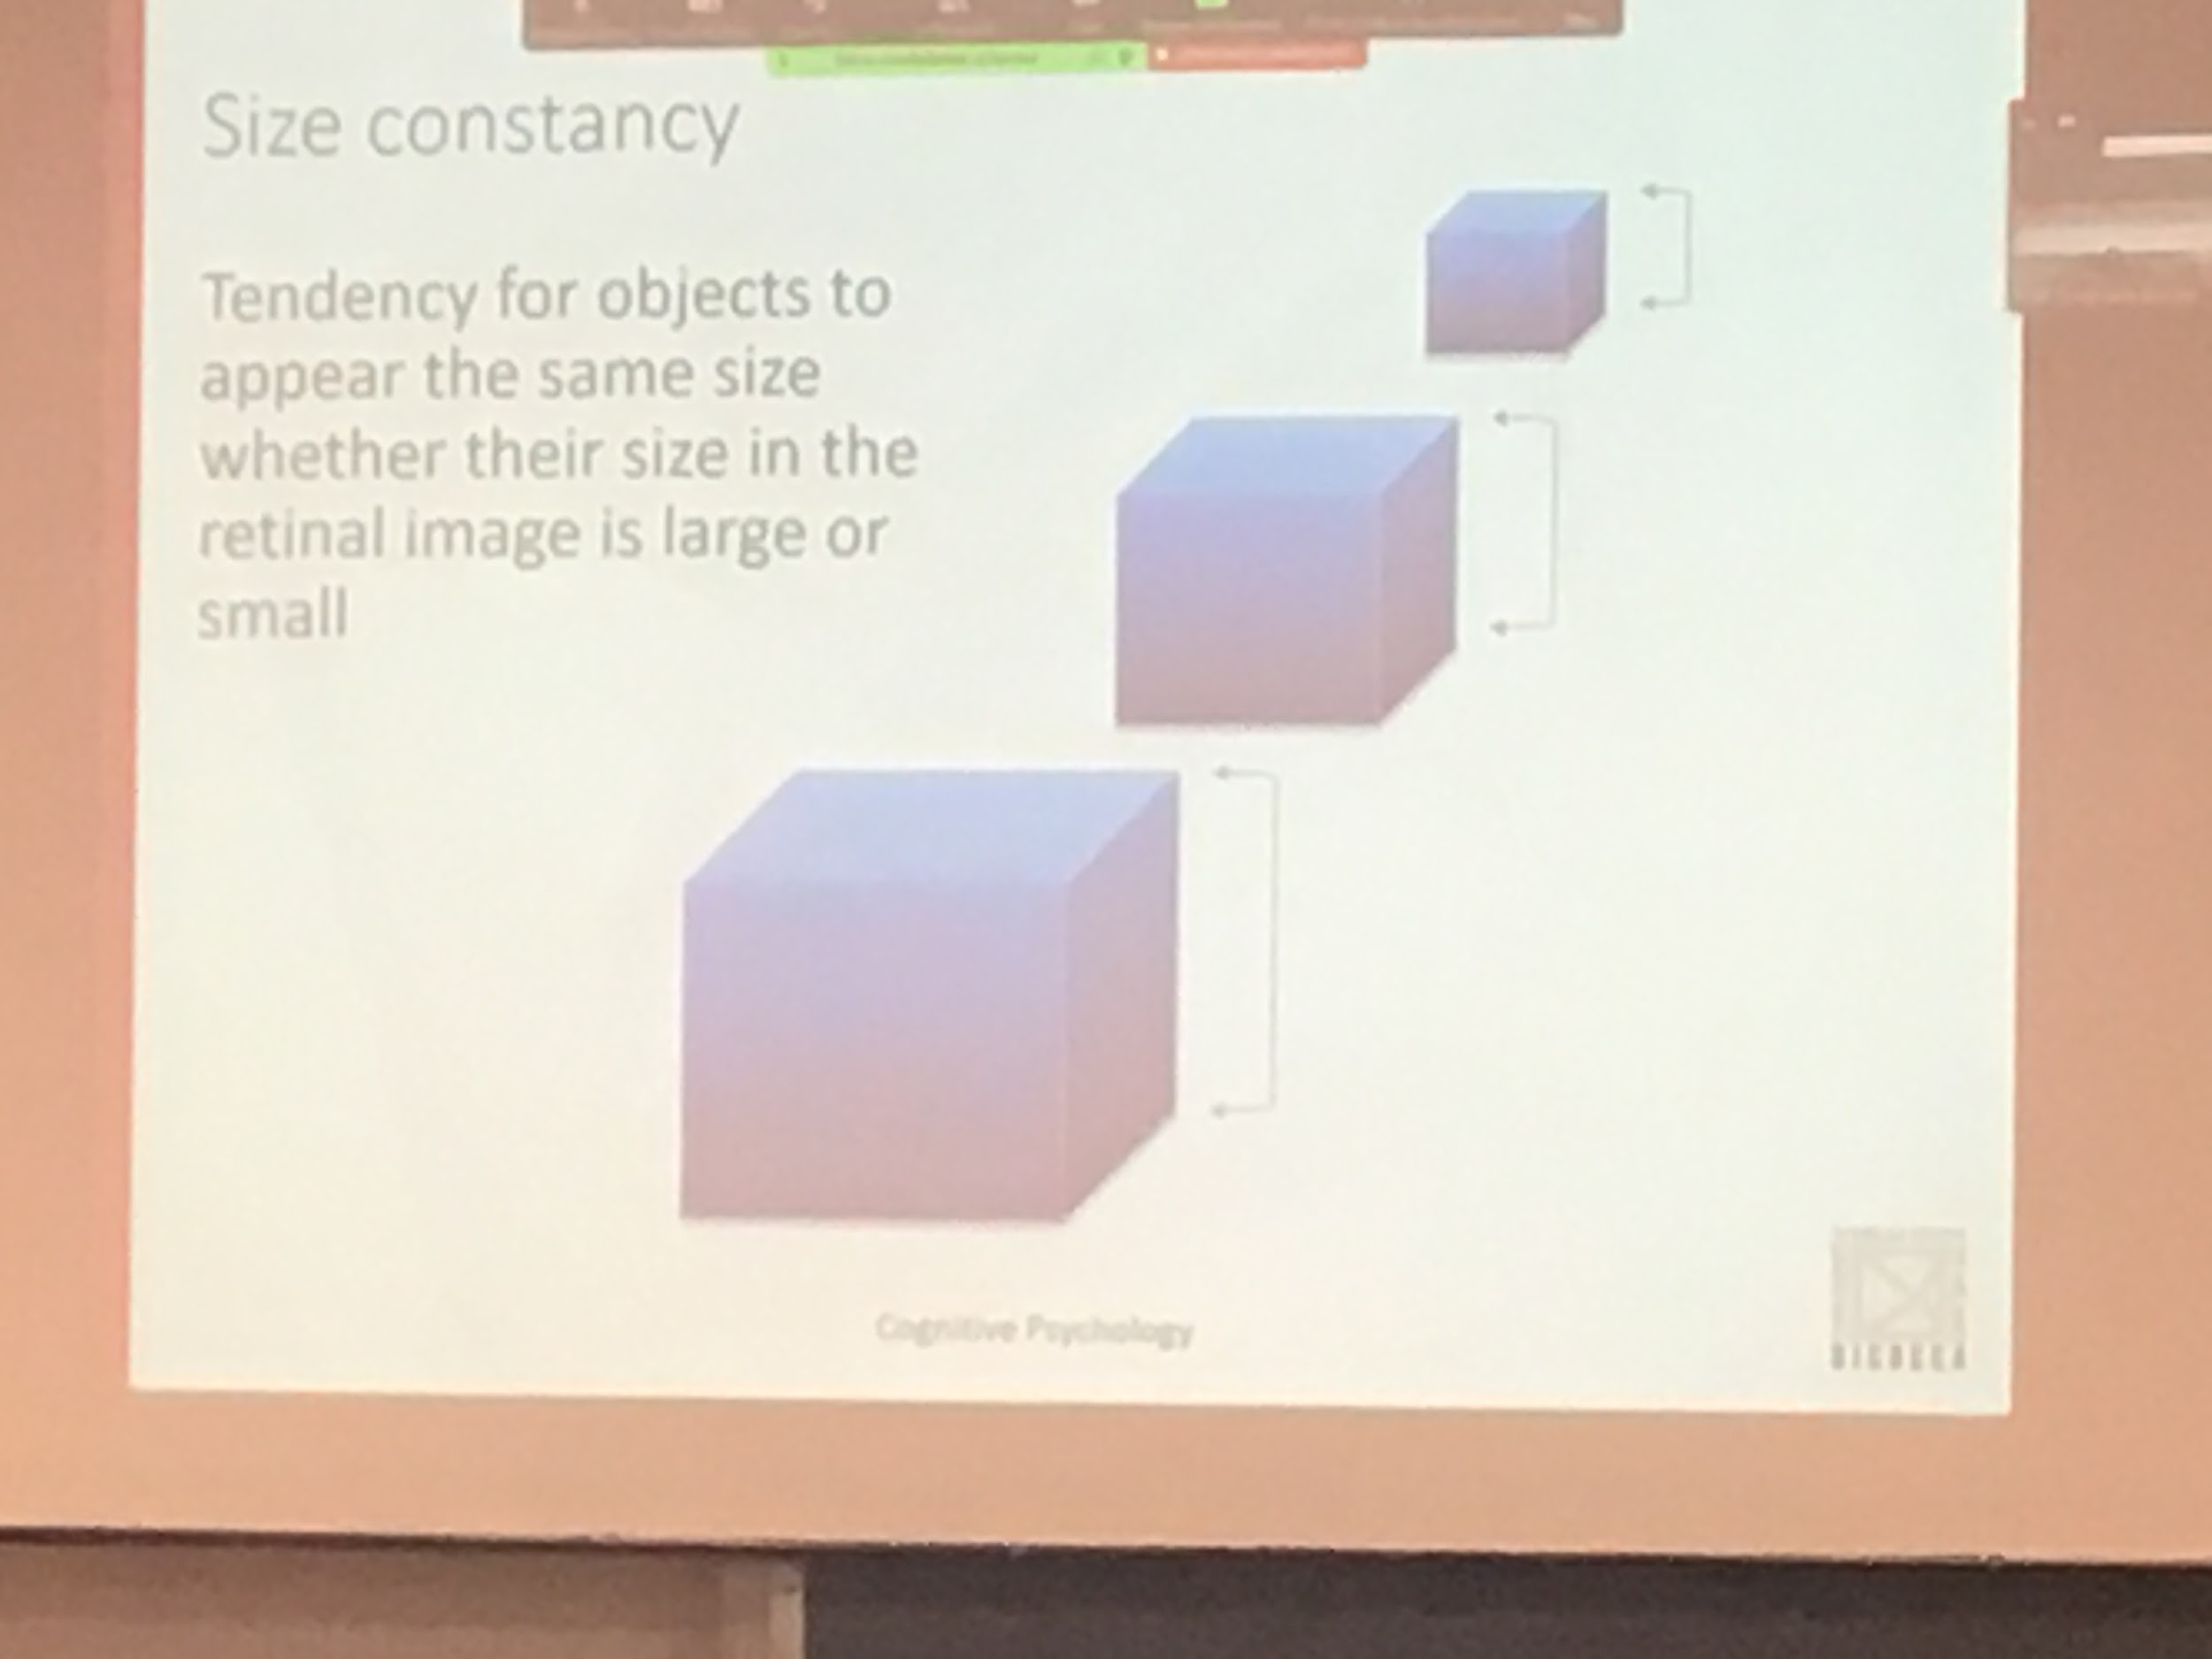 Size constancy
Tendency for objects to
appear the same size
whether their size in the
retinal image is large or
small
Cognitive Psychology